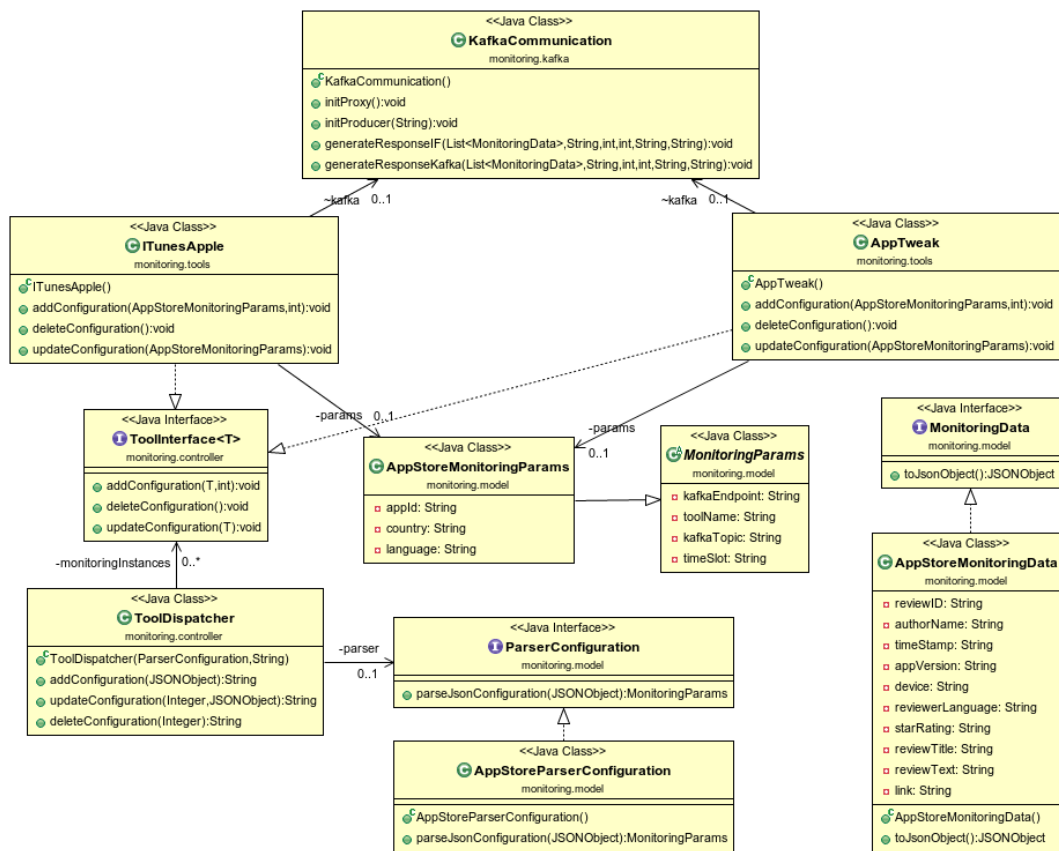 <<Java Class>>
KafkaCommunication
monitoring.kafka
KafkaCommunication()
initProxy():void
initProducer(String):void
generateResponseIF(List<MonitoringData>,String,int,int,String,String):void
generateResponseKafka(List<MonitoringData>,String,int,int,String,String):void
~kafka 0..1
~kafka 0..1
<<Java Class>>
ITunesApple
monitoring.tools
ITunesApple()
addConfiguration(AppStoreMonitoringParams,int):void
deleteConfiguration():void
updateConfiguration(AppStoreMonitoringParams):void
<<Java Class>>
AppTweak
monitoring.tools
AppTweak()
addConfiguration(AppStoreMonitoringParams,int):void
deleteConfiguration():void
updateConfiguration(AppStoreMonitoringParams):void
-params 0..1
-params
0..1
<<Java Interface>>
ToolInterface<T>
monitoring.controller
addConfiguration(T,int):void
deleteConfiguration():void
updateConfiguration(T):void
<<Java Class>>
AppStoreMonitoringParams
monitoring.model
appId: String
country: String
language: String
<<Java Class>>
MonitoringParams
monitoring.model
kafkaEndpoint: String
toolName: String
kafkaTopic: String
timeSlot: String
<<Java Interface>>
MonitoringData
monitoring.model
toJsonObject():JSONObject
-monitoringInstances 0..*
<<Java Class>>
ToolDispatcher
monitoring.controller
ToolDispatcher(ParserConfiguration,String)
addConfiguration(JSONObject):String
updateConfiguration(Integer,JSONObject):String
deleteConfiguration(Integer):String
-parser
0..1
<<Java Interface>>
ParserConfiguration
monitoring.model
parseJsonConfiguration(JSONObject):MonitoringParams
<<Java Class>>
AppStoreParserConfiguration
monitoring.model
AppStoreParserConfiguration()
parseJsonConfiguration(JSONObject):MonitoringParams
<<Java Class>>
AppStoreMonitoringData
monitoring.model
reviewID: String
authorName: String
timeStamp: String
appVersion: String
device: String
reviewerLanguage: String
starRating: String
reviewTitle: String
reviewText: String
link: String
AppStoreMonitoringData()
toJsonObject():JSONObject